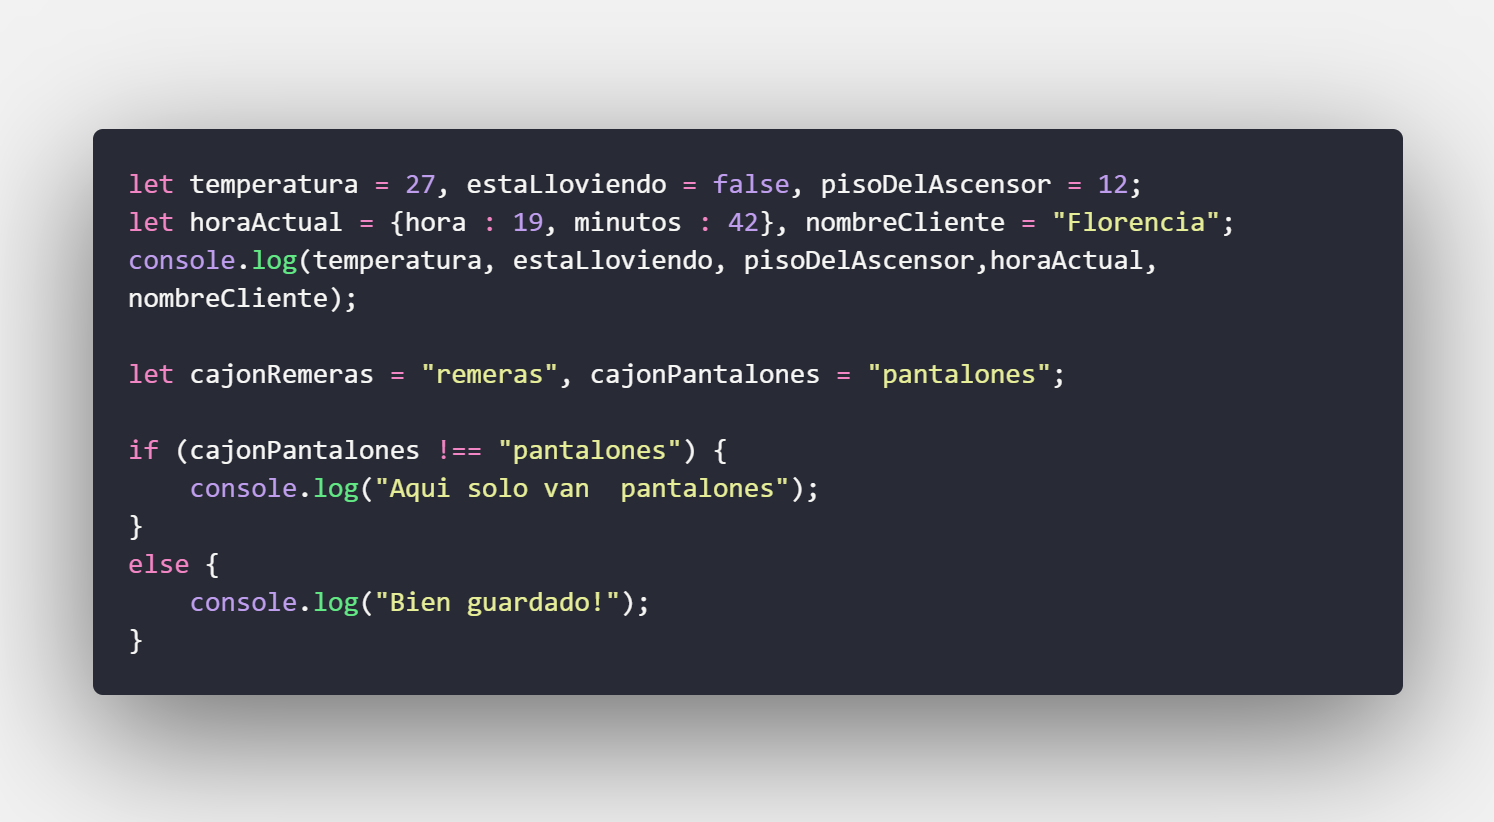 let temperatura = 27, estaLloviendo = false, pisoDelAscensor = 12;
let horaActual = {hora : 19, minutos : 42}, nombreCliente = "Florencia";
console.log(temperatura, estaLloviendo, pisoDelAscensor,horaActual,
nombreCliente);

let cajonRemeras = "remeras", cajonPantalones = "pantalones";

if (cajonPantalones !== "pantalones") {
    console.log("Aqui solo van  pantalones");
}
else {
    console.log("Bien guardado!");
}